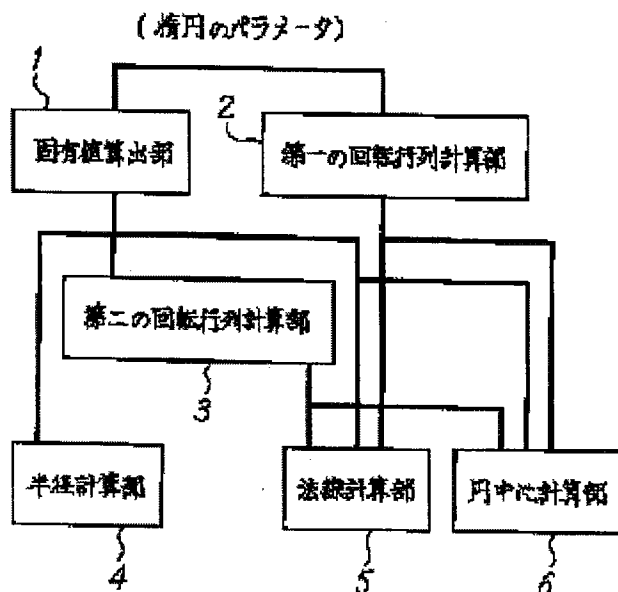 (楕円のパラメータ)
1
2
固有値算出部
第一の回転行列計算部
第二の回転行列計算部
3
半径計算部
法線計算部
円中心計算部
4
5
6